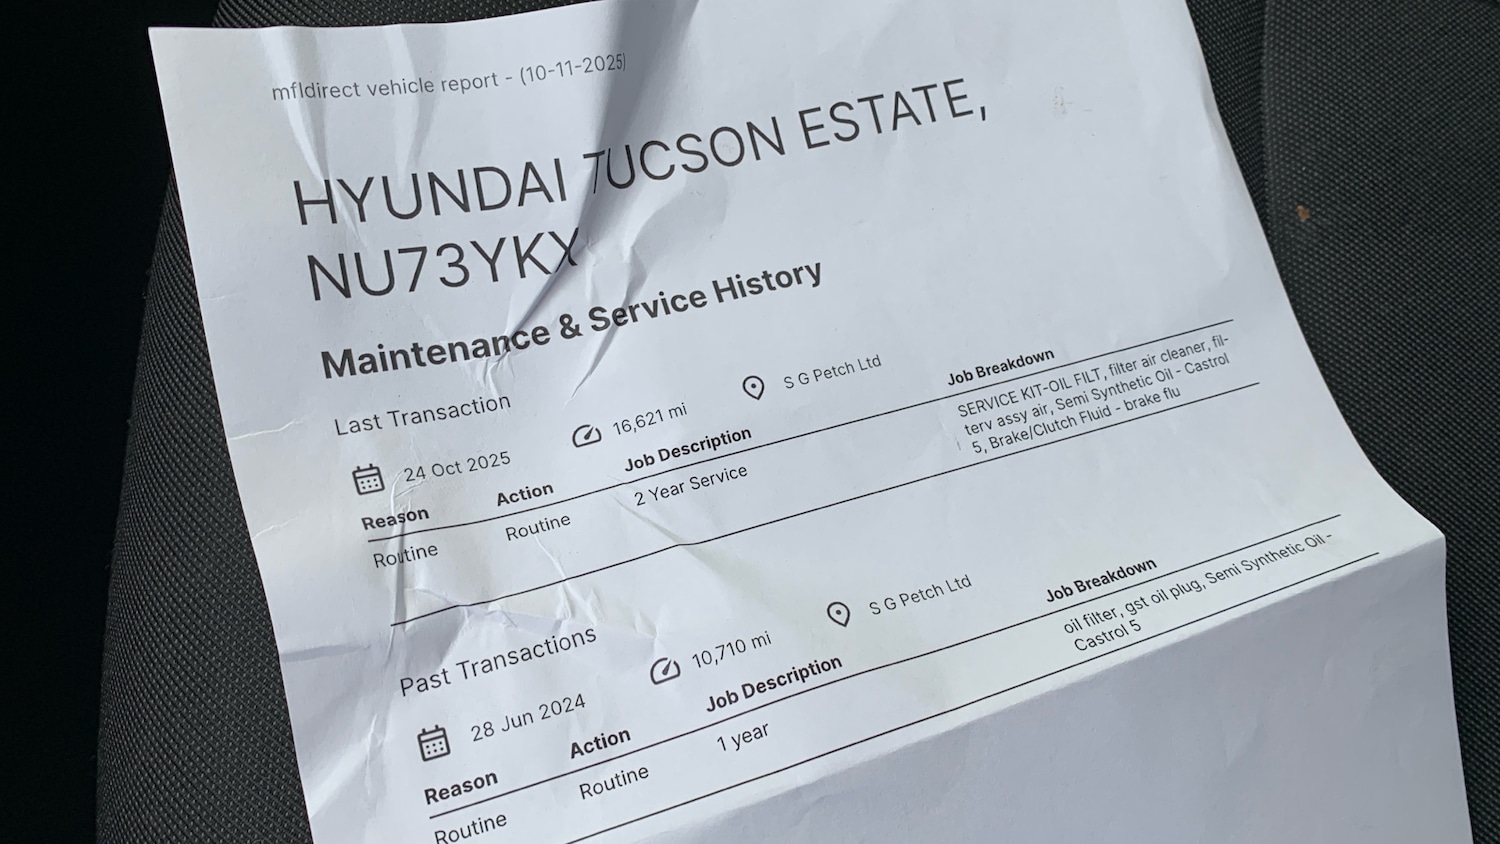 mfldirect vehicle report - (10-11-2025)
HYUNDAI TUCSON ESTATE,
NU73YKX
Maintenance & Service History
Last Transaction
24 Oct 2025
16,621 mi
S G Petch Ltd
Reason Action Job Description Job Breakdown
Routine Routine 2 Year Service SERVICE KIT-OIL FILT, filter air cleaner, fil-
terv assy air, Semi Synthetic Oil - Castrol
5, Brake/Clutch Fluid - brake flu
Past Transactions
28 Jun 2024
10,710 mi
S G Petch Ltd
Reason Action Job Description Job Breakdown
Routine Routine 1 year oil filter, gst oil plug, Semi Synthetic Oil -
Castrol 5